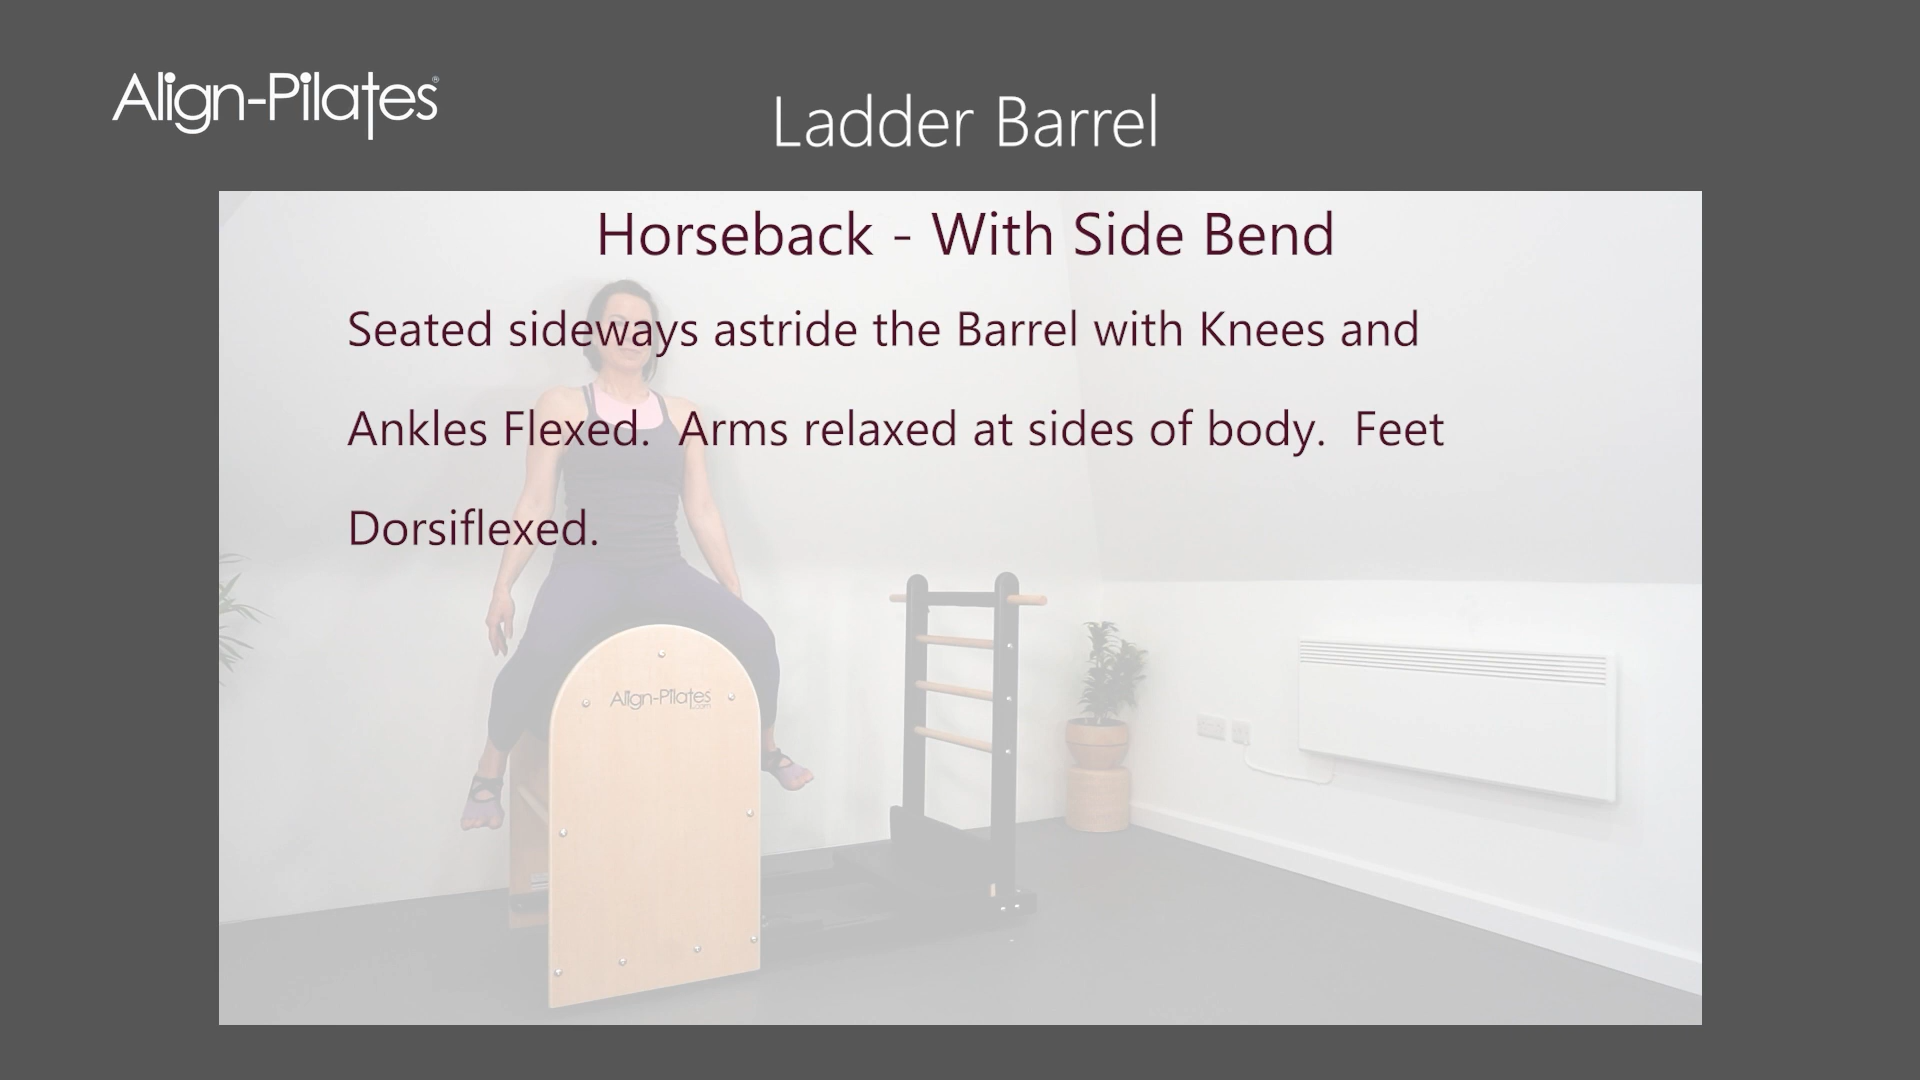 Align-Pilates®
Ladder Barrel
Horseback - With Side Bend
Seated sideways astride the Barrel with Knees and
Ankles Flexed.  Arms relaxed at sides of body.  Feet
Dorsiflexed.
Align-Pilates
.com